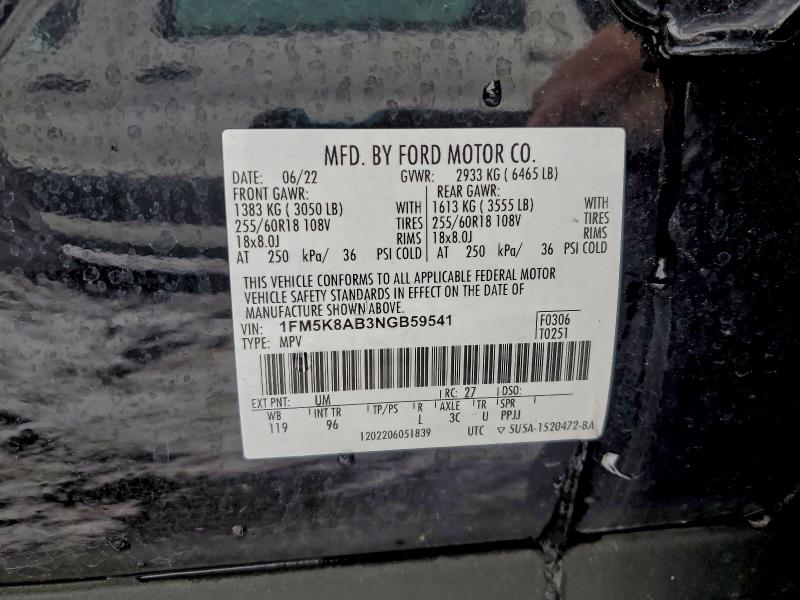 MFD. BY FORD MOTOR CO.
DATE: 06/22 GVWR: 2933 KG ( 6465 LB)
FRONT GAWR: REAR GAWR:
1383 KG ( 3050 LB) WITH 1613 KG ( 3555 LB) WITH
255/60R18 108V TIRES 255/60R18 108V TIRES
18x8.0J RIMS 18x8.0J RIMS
AT 250 kPa/ 36 PSI COLD AT 250 kPa/ 36 PSI COLD
THIS VEHICLE CONFORMS TO ALL APPLICABLE FEDERAL MOTOR
VEHICLE SAFETY STANDARDS IN EFFECT ON THE DATE OF
MANUFACTURE SHOWN ABOVE.
VIN: 1FM5K8AB3NGB59541 F0306
TYPE: MPV T0251
EXT PNT: UM RC: 27 DSO:
WB INT TR TP/PS R AXLE TR SPR
119 96 L 3C U PPJJ
1202206051839 UTC ▽ 5U5A-1520472-BA